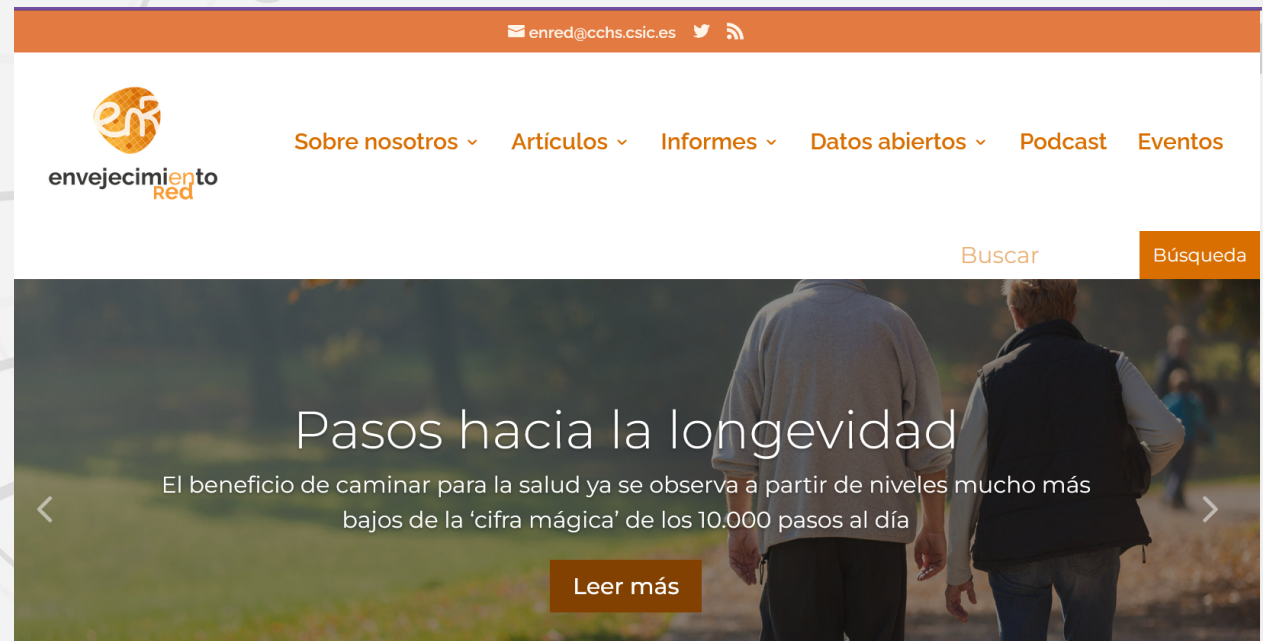 enred@cchs.csic.es
enR
envejecimiento
Red
Sobre nosotros
Artículos
Informes
Datos abiertos
Podcast
Eventos
Buscar
Búsqueda
Pasos hacia la longevidad
El beneficio de caminar para la salud ya se observa a partir de niveles mucho más
bajos de la ‘cifra mágica’ de los 10.000 pasos al día
Leer más